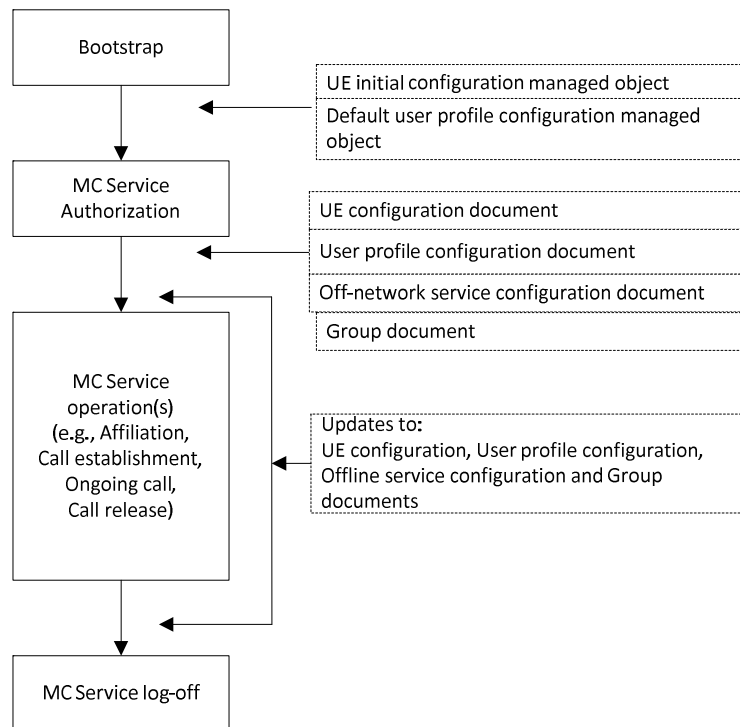 Bootstrap
UE initial configuration managed object
Default user profile configuration managed
object
MC Service
Authorization
UE configuration document
User profile configuration document
Off-network service configuration document
Group document
MC Service
operation(s)
(e.g., Affiliation,
Call establishment,
Ongoing call,
Call release)
Updates to:
UE configuration, User profile configuration,
Offline service configuration and Group
documents
MC Service log-off